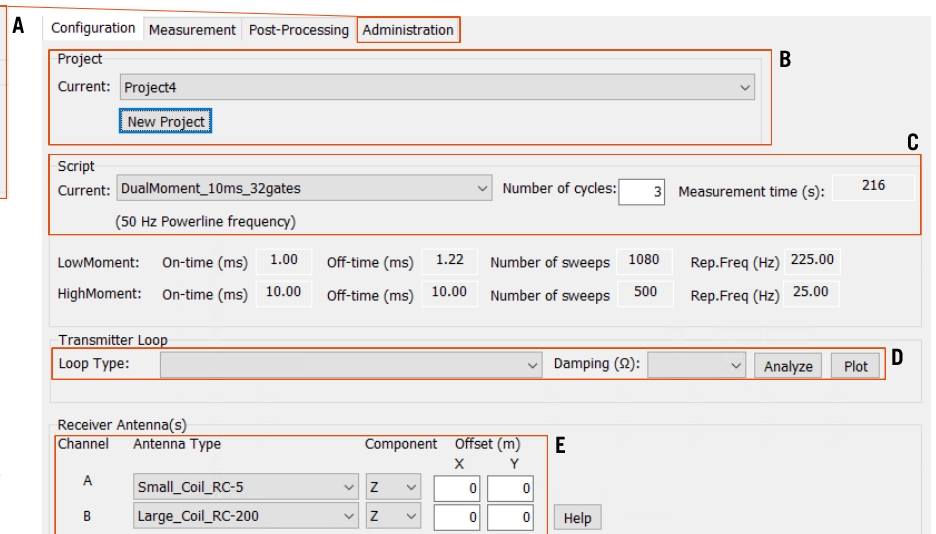 A Configuration Measurement Post-Processing Administration
Project B
Current: Project4
New Project
C
Script
Current: DualMoment_10ms_32gates Number of cycles: 3 Measurement time (s): 216
(50 Hz Powerline frequency)
LowMoment: On-time (ms) 1.00 Off-time (ms) 1.22 Number of sweeps 1080 Rep.Freq (Hz) 225.00
HighMoment: On-time (ms) 10.00 Off-time (ms) 10.00 Number of sweeps 500 Rep.Freq (Hz) 25.00
Transmitter Loop
Loop Type: Damping (Ω): Analyze Plot D
Receiver Antenna(s)
Channel Antenna Type Component Offset (m) E
X Y
A Small_Coil_RC-5 Z 0 0
B Large_Coil_RC-200 Z 0 0 Help